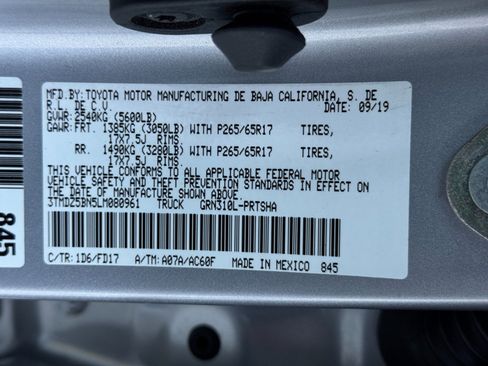 MFD.BY: TOYOTA MOTOR MANUFACTURING DE BAJA CALIFORNIA, S. DE
R.L. DE C.V. DATE: 09/19
GVWR: 2540KG (5600LB)
GAWR: FRT. 1385KG (3050LB) WITH P265/65R17 TIRES,
17X7.5J RIMS.
RR. 1490KG (3280LB) WITH P265/65R17 TIRES,
17X7.5J RIMS.
THIS VEHICLE CONFORMS TO ALL APPLICABLE FEDERAL MOTOR
VEHICLE SAFETY STANDARDS IN EFFECT ON
THE DATE OF MANUFACTURE SHOWN ABOVE.
3TMDZ5BN5LM080961 TRUCK GRN310L-PRTSHA
C/TR: 1D6/FD17 A/TM: A07A/AC60F MADE IN MEXICO 845
845